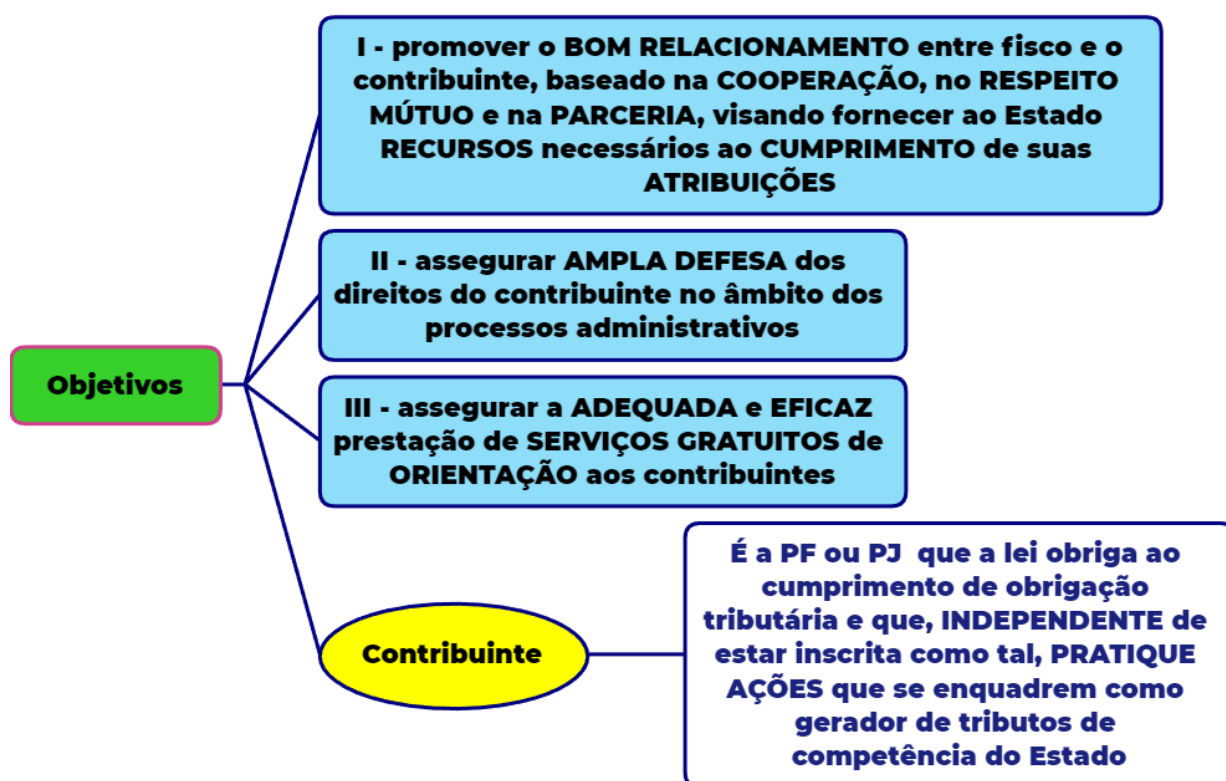 I - promover o BOM RELACIONAMENTO entre fisco e o
contribuinte, baseado na COOPERAÇÃO, no RESPEITO
MÚTUO e na PARCERIA, visando fornecer ao Estado
RECURSOS necessários ao CUMPRIMENTO de suas
ATRIBUIÇÕES
II - assegurar AMPLA DEFESA dos
direitos do contribuinte no âmbito dos
processos administrativos
Objetivos
III - assegurar a ADEQUADA e EFICAZ
prestação de SERVIÇOS GRATUITOS de
ORIENTAÇÃO aos contribuintes
Contribuinte
É a PF ou PJ que a lei obriga ao
cumprimento de obrigação
tributária e que, INDEPENDENTE de
estar inscrita como tal, PRATIQUE
AÇÕES que se enquadrem como
gerador de tributos de
competência do Estado